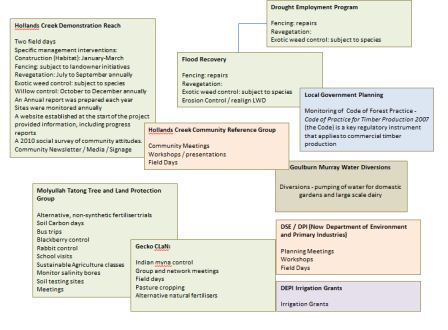 Drought Employment Program
Fencing: repairs
Revegetation:
Exotic weed control: subject to species
Hollands Creek Demonstration Reach
Two field days
Specific management interventions:
Construction (Habitat): January-March
Fencing: subject to landowner initiatives
Revegetation: July to September annually
Exotic weed control: subject to species
Willow control: October to December annually
An Annual report was prepared each year
Sites were monitored annually
A website established at the start of the project
provided information, including progress
reports
A 2010 social survey of community attitudes.
Community Newsletter / Media / Signage
Flood Recovery
Fencing: repairs
Revegetation:
Exotic weed control: subject to species
Erosion Control / realign LWD
Local Government Planning
Monitoring of Code of Forest Practice -
Code of Practice for Timber Production 2007
(the Code) is a key regulatory instrument
that applies to commercial timber
production
Hollands Creek Community Reference Group
Community Meetings
Workshops / presentations
Field Days
Goulburn Murray Water Diversions
Diversions - pumping of water for domestic
gardens and large scale dairy
Molyullah Tatong Tree and Land Protection
Group
Alternative, non-synthetic fertiliser trials
Soil Carbon days
Bus trips
Blackberry control
Rabbit control
School visits
Sustainable Agriculture classes
Monitor salinity bores
Soil testing sites
Meetings
Gecko CLaN:
Indian myna control
Group and network meetings
Field days
Pasture cropping
Alternative natural fertilisers
DSE / DPI (Now Department of Environment
and Primary Industries)
Planning Meetings
Workshops
Field Days
DEPI Irrigation Grants
Irrigation Grants